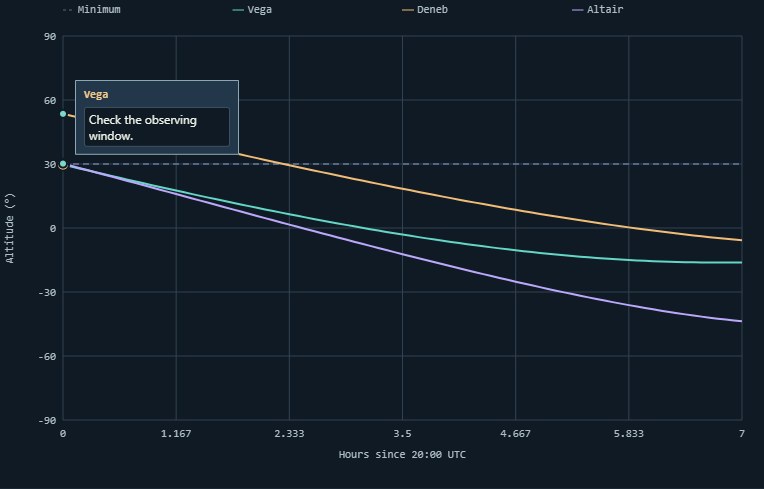 Minimum Vega Deneb Altair
90
Vega
60
Check the observing
window.
30
0
-30
-60
-90
Altitude (°)
0 1.167 2.333 3.5 4.667 5.833 7
Hours since 20:00 UTC